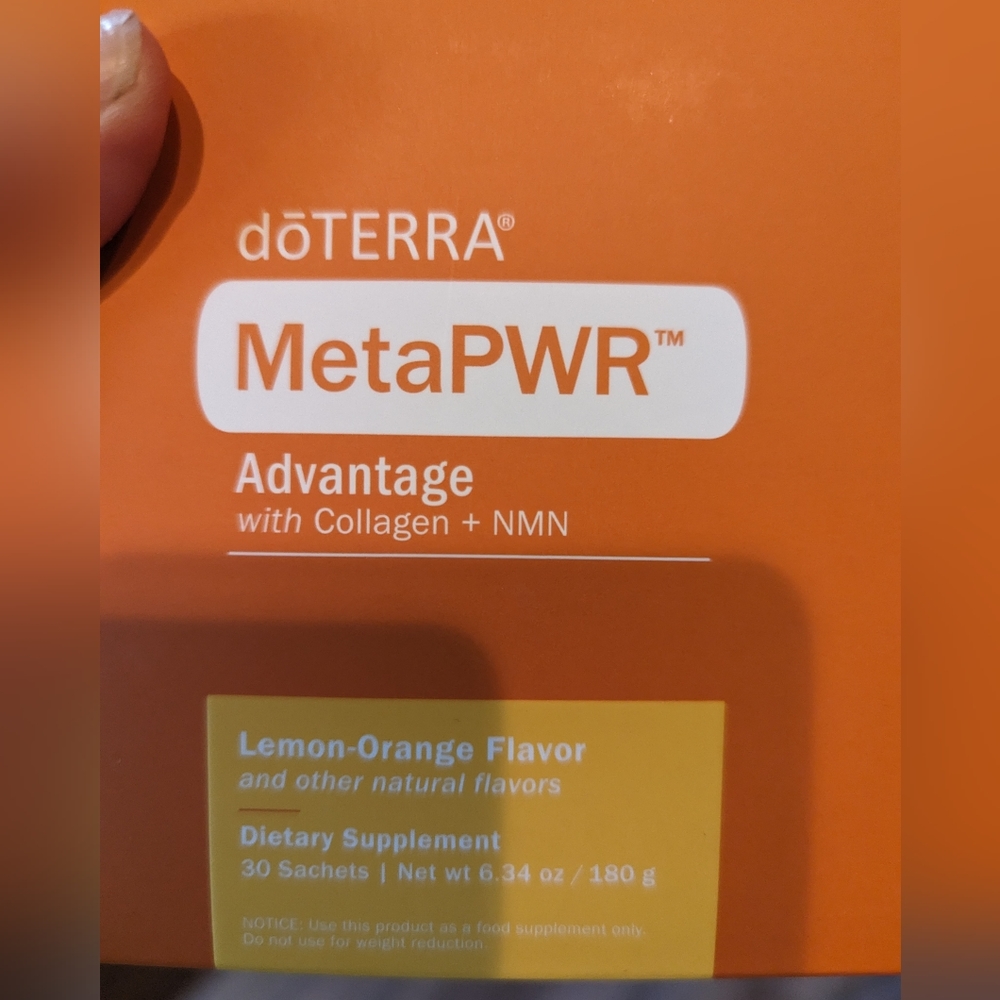 dōTERRA®
MetaPWR™
Advantage
with Collagen + NMN
Lemon-Orange Flavor
and other natural flavors
Dietary Supplement
30 Sachets | Net wt 6.34 oz / 180 g
NOTICE: Use this product as a food supplement only.
Do not use for weight reduction.